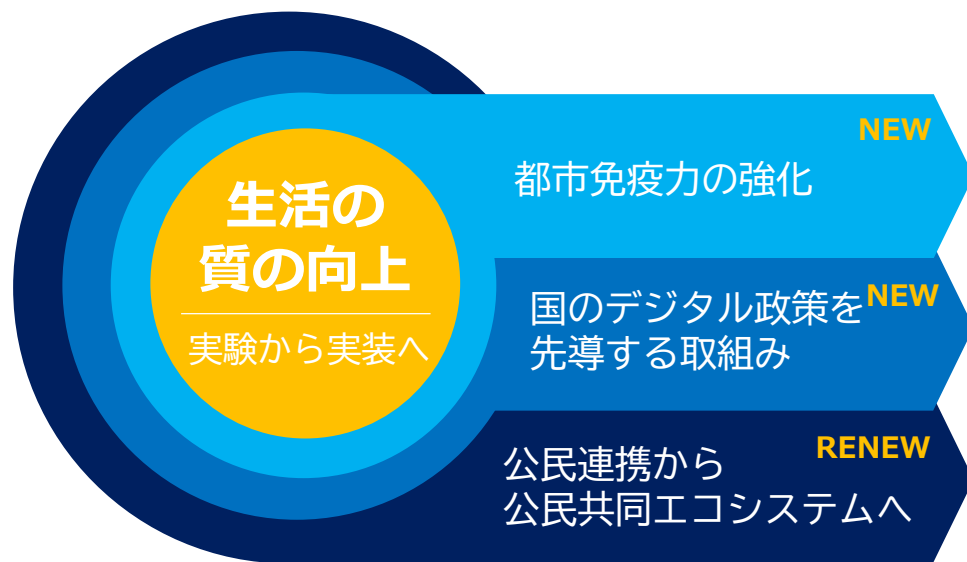 生活の
質の向上
実験から実装へ
NEW
都市免疫力の強化
NEW
国のデジタル政策を
先導する取組み
RENEW
公民連携から
公民共同エコシステムへ